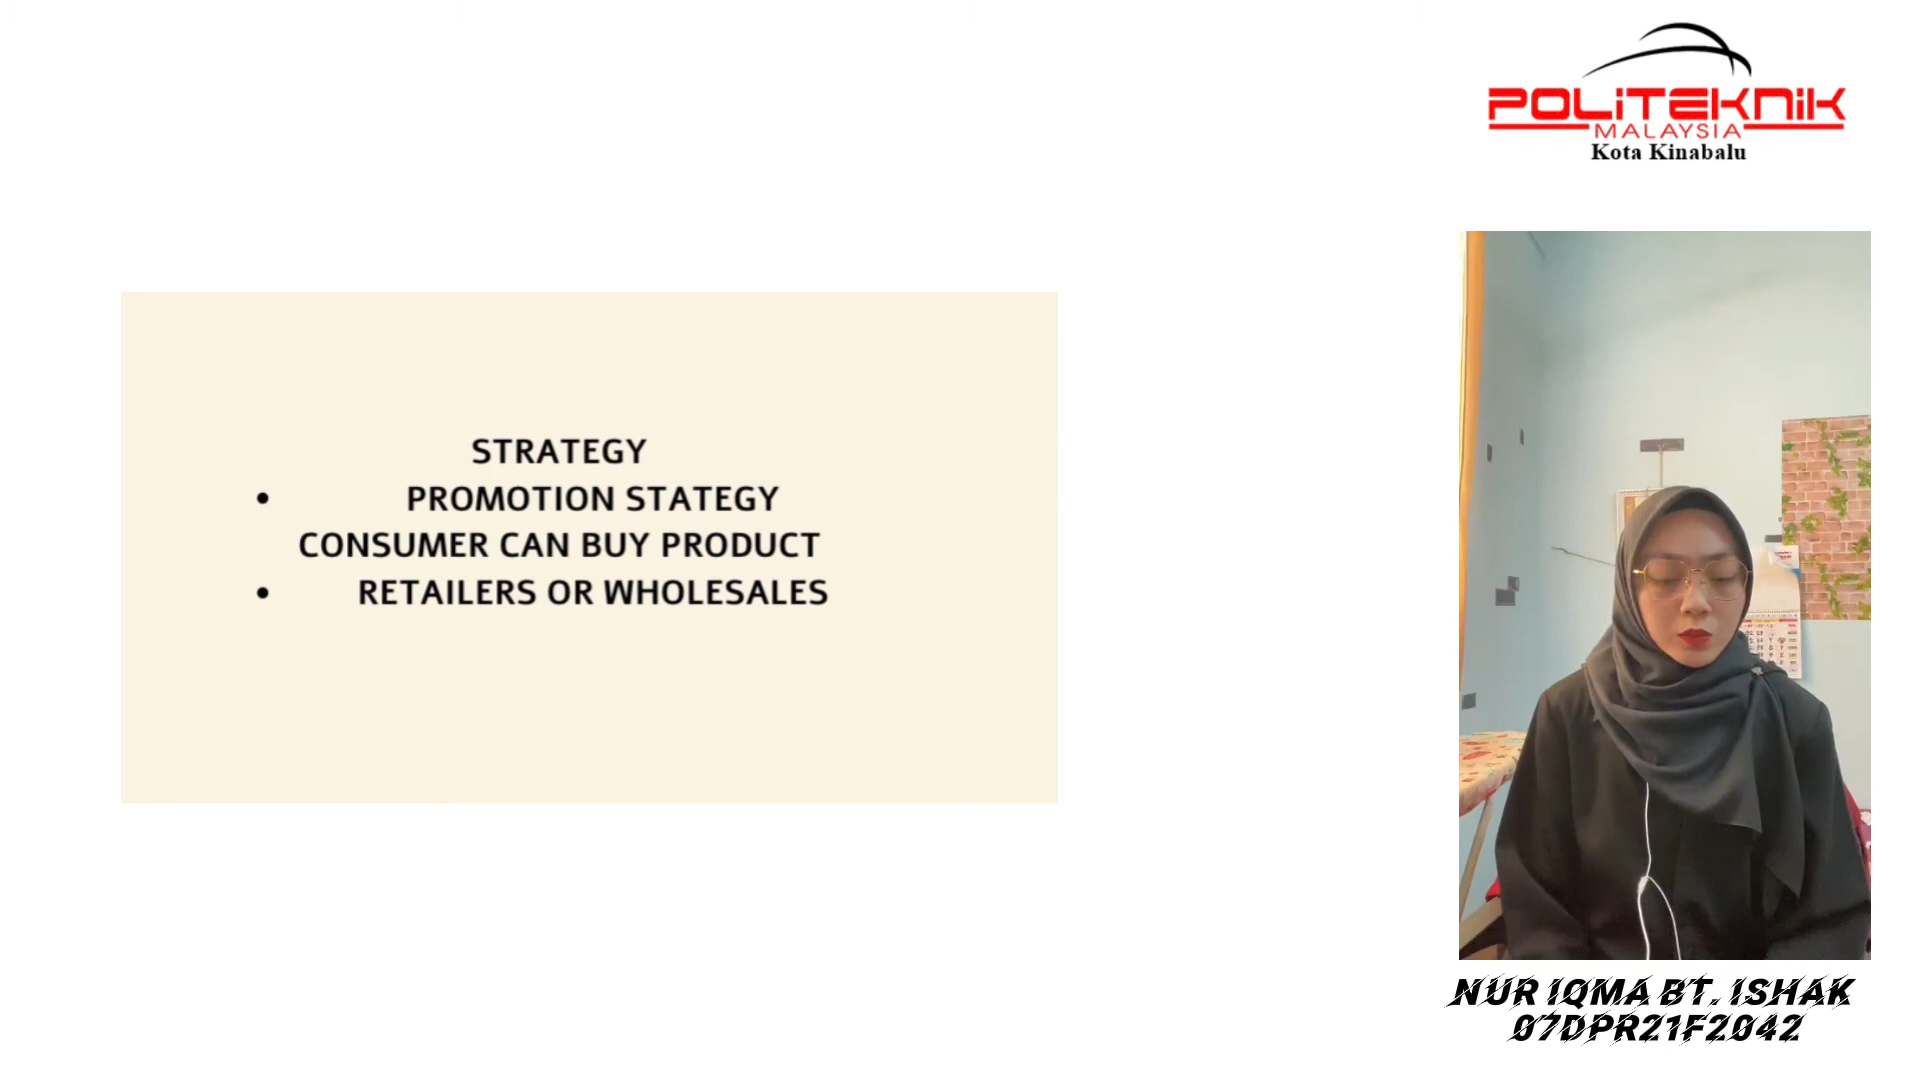 POLiTEKNiK
MALAYSIA
Kota Kinabalu
STRATEGY
• PROMOTION STATEGY
CONSUMER CAN BUY PRODUCT
• RETAILERS OR WHOLESALES
NUR IQMA BT. ISHAK
07DPR21F2042